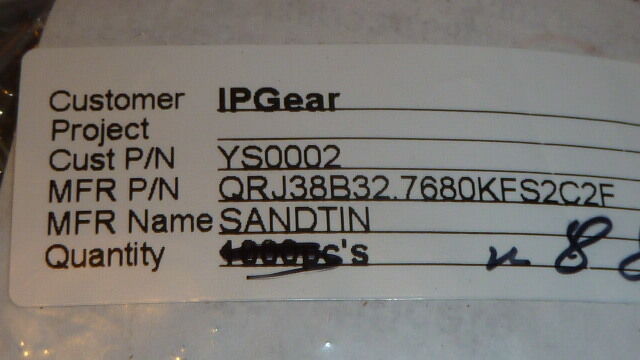 Customer IPGear
Project
Cust P/N YS0002
MFR P/N QRJ38B32.7680KFS2C2F
MFR Name SANDTIN
Quantity 1000pc's